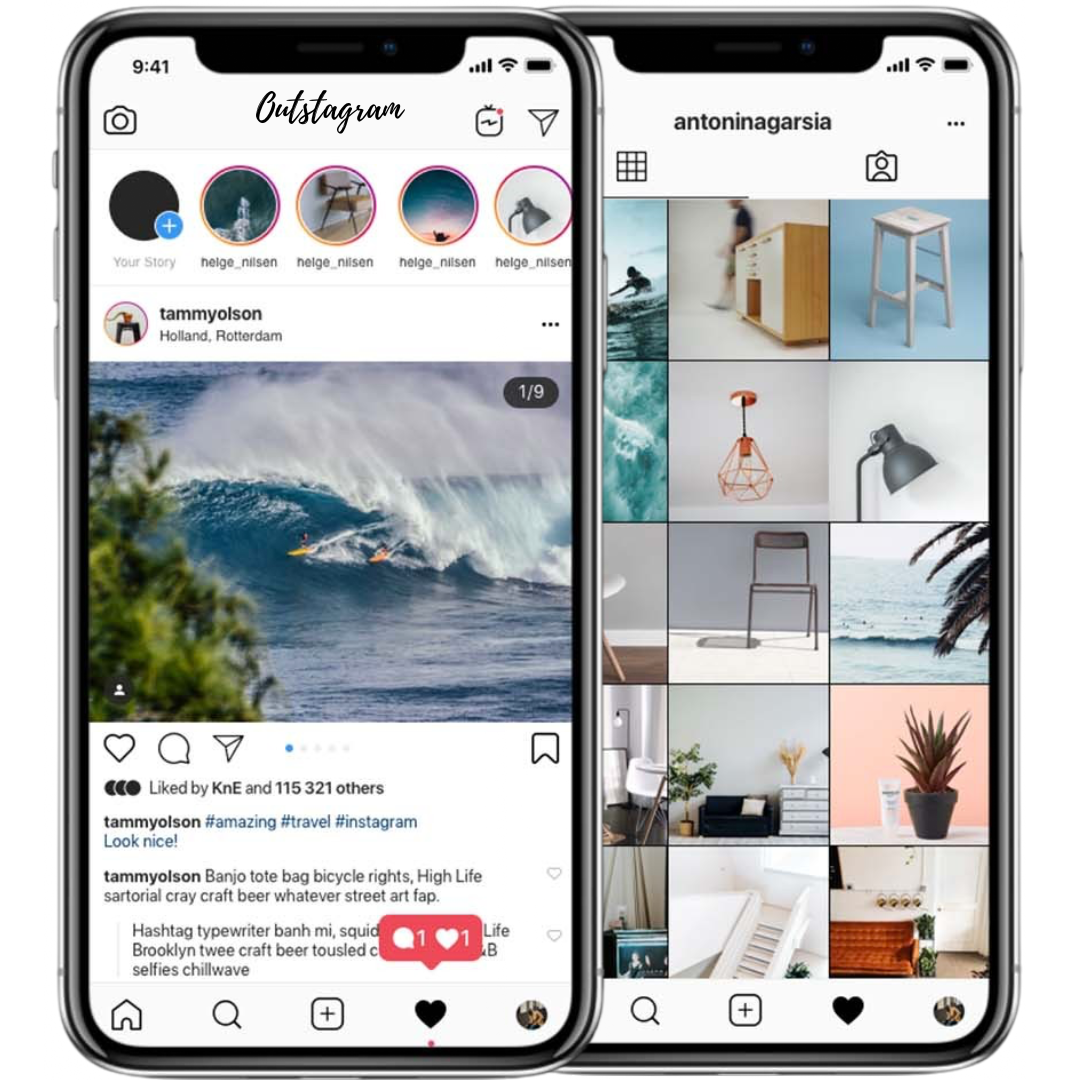 9:41
Outstagram
Your Story
helge_nilsen
helge_nilsen
helge_nilsen
helge_nilsen
tammyolson
Holland, Rotterdam
1/9
Liked by KnE and 115 321 others
tammyolson #amazing #travel #instagram
Look nice!
tammyolson Banjo tote bag bicycle rights, High Life
sartorial cray craft beer whatever street art fap.
Hashtag typewriter banh mi, squid Life
Brooklyn twee craft beer tousled c &B
selfies chillwave
1 1
antoninagarsia